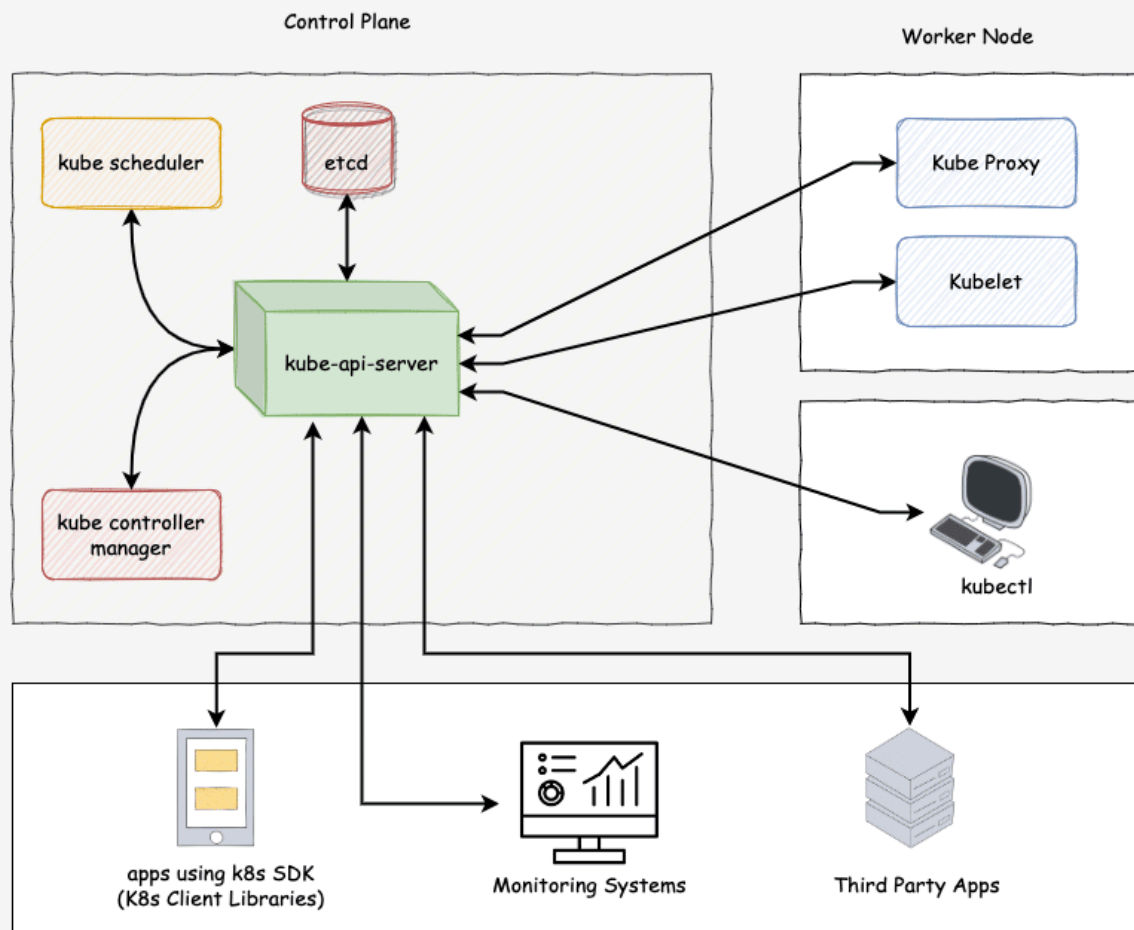 Control Plane
Worker Node
kube scheduler
etcd
Kube Proxy
Kubelet
kube-api-server
kube controller
manager
kubectl
apps using k8s SDK
(K8s Client Libraries)
Monitoring Systems
Third Party Apps